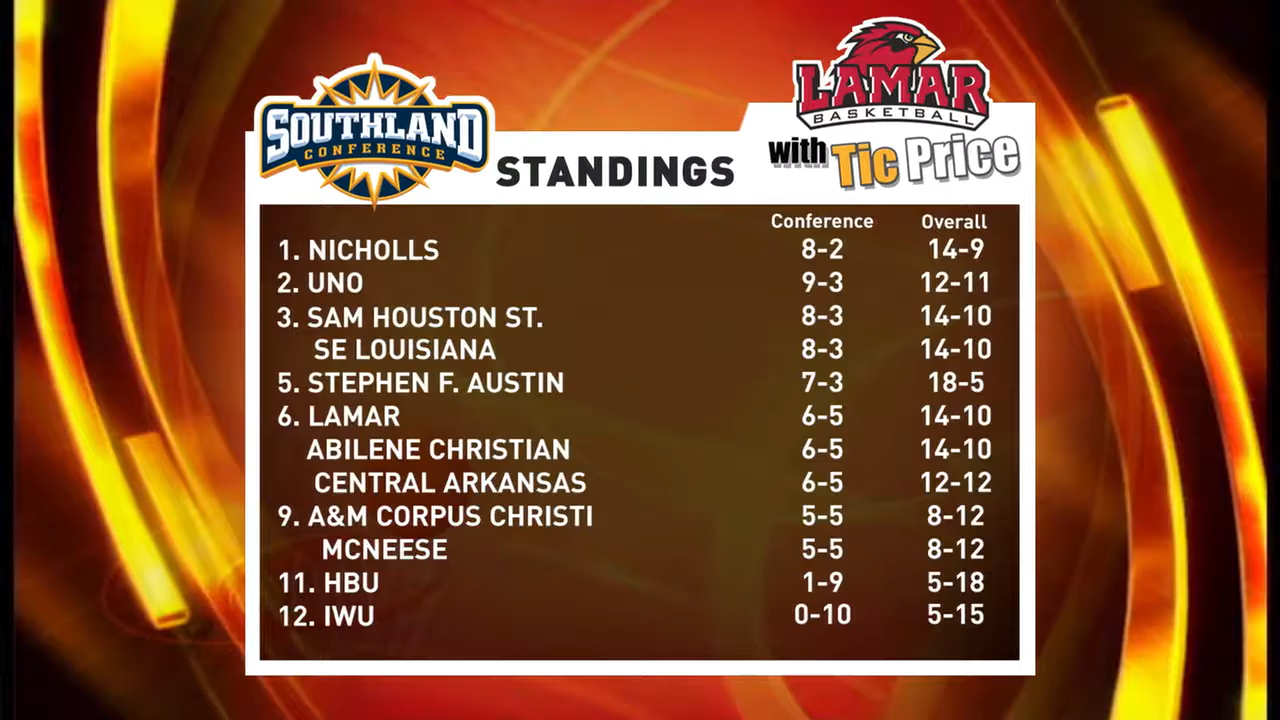 SOUTHLAND
CONFERENCE
STANDINGS
LAMAR
BASKETBALL
with Tic Price
Conference Overall
1. NICHOLLS 8-2 14-9
2. UNO 9-3 12-11
3. SAM HOUSTON ST. 8-3 14-10
SE LOUISIANA 8-3 14-10
5. STEPHEN F. AUSTIN 7-3 18-5
6. LAMAR 6-5 14-10
ABILENE CHRISTIAN 6-5 14-10
CENTRAL ARKANSAS 6-5 12-12
9. A&M CORPUS CHRISTI 5-5 8-12
MCNEESE 5-5 8-12
11. HBU 1-9 5-18
12. IWU 0-10 5-15